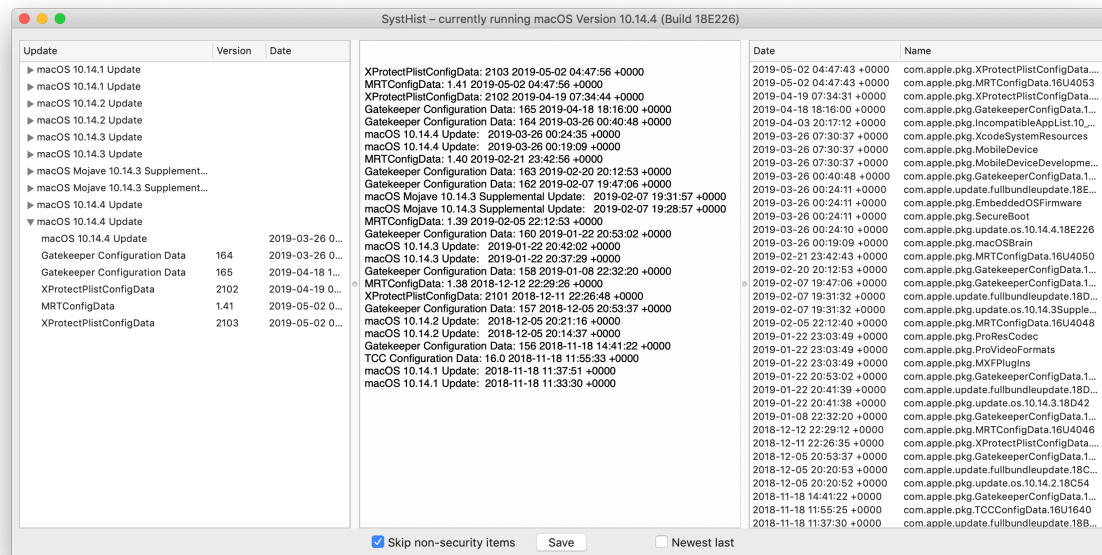 SystHist – currently running macOS Version 10.14.4 (Build 18E226)
Update Version Date
macOS 10.14.1 Update
macOS 10.14.1 Update
macOS 10.14.2 Update
macOS 10.14.2 Update
macOS 10.14.3 Update
macOS 10.14.3 Update
macOS Mojave 10.14.3 Supplement...
macOS Mojave 10.14.3 Supplement...
macOS 10.14.4 Update
macOS 10.14.4 Update
macOS 10.14.4 Update 2019-03-26 0...
Gatekeeper Configuration Data 164 2019-03-26 0...
Gatekeeper Configuration Data 165 2019-04-18 1...
XProtectPlistConfigData 2102 2019-04-19 0...
MRTConfigData 1.41 2019-05-02 0...
XProtectPlistConfigData 2103 2019-05-02 0...
XProtectPlistConfigData: 2103 2019-05-02 04:47:56 +0000
MRTConfigData: 1.41 2019-05-02 04:47:56 +0000
XProtectPlistConfigData: 2102 2019-04-19 07:34:44 +0000
Gatekeeper Configuration Data: 165 2019-04-18 18:16:00 +0000
Gatekeeper Configuration Data: 164 2019-03-26 00:40:48 +0000
macOS 10.14.4 Update: 2019-03-26 00:24:35 +0000
macOS 10.14.4 Update: 2019-03-26 00:19:09 +0000
MRTConfigData: 1.40 2019-02-21 23:42:56 +0000
Gatekeeper Configuration Data: 163 2019-02-20 20:12:53 +0000
Gatekeeper Configuration Data: 162 2019-02-07 19:47:06 +0000
macOS Mojave 10.14.3 Supplemental Update: 2019-02-07 19:31:57 +0000
macOS Mojave 10.14.3 Supplemental Update: 2019-02-07 19:28:57 +0000
MRTConfigData: 1.39 2019-02-05 22:12:53 +0000
Gatekeeper Configuration Data: 160 2019-01-22 20:53:02 +0000
macOS 10.14.3 Update: 2019-01-22 20:42:02 +0000
macOS 10.14.3 Update: 2019-01-22 20:37:29 +0000
Gatekeeper Configuration Data: 158 2019-01-08 22:32:20 +0000
MRTConfigData: 1.38 2018-12-12 22:29:26 +0000
XProtectPlistConfigData: 2101 2018-12-11 22:26:48 +0000
Gatekeeper Configuration Data: 157 2018-12-05 20:53:37 +0000
macOS 10.14.2 Update: 2018-12-05 20:21:16 +0000
macOS 10.14.2 Update: 2018-12-05 20:14:37 +0000
Gatekeeper Configuration Data: 156 2018-11-18 14:41:22 +0000
TCC Configuration Data: 16.0 2018-11-18 11:55:33 +0000
macOS 10.14.1 Update: 2018-11-18 11:37:51 +0000
macOS 10.14.1 Update: 2018-11-18 11:33:30 +0000
Date Name
2019-05-02 04:47:43 +0000 com.apple.pkg.XProtectPlistConfigData....
2019-05-02 04:47:43 +0000 com.apple.pkg.MRTConfigData.16U4053
2019-04-19 07:34:31 +0000 com.apple.pkg.XProtectPlistConfigData....
2019-04-18 18:16:00 +0000 com.apple.pkg.GatekeeperConfigData.1...
2019-04-03 20:17:12 +0000 com.apple.pkg.IncompatibleAppList.10_...
2019-03-26 07:30:37 +0000 com.apple.pkg.XcodeSystemResources
2019-03-26 07:30:37 +0000 com.apple.pkg.MobileDevice
2019-03-26 07:30:37 +0000 com.apple.pkg.MobileDeviceDevelopme...
2019-03-26 00:40:48 +0000 com.apple.pkg.GatekeeperConfigData.1...
2019-03-26 00:24:11 +0000 com.apple.update.fullbundleupdate.18E...
2019-03-26 00:24:11 +0000 com.apple.pkg.EmbeddedOSFirmware
2019-03-26 00:24:11 +0000 com.apple.pkg.SecureBoot
2019-03-26 00:24:10 +0000 com.apple.pkg.update.os.10.14.4.18E226
2019-03-26 00:19:09 +0000 com.apple.pkg.macOSBrain
2019-02-21 23:42:43 +0000 com.apple.pkg.MRTConfigData.16U4050
2019-02-20 20:12:53 +0000 com.apple.pkg.GatekeeperConfigData.1...
2019-02-07 19:47:06 +0000 com.apple.pkg.GatekeeperConfigData.1...
2019-02-07 19:31:32 +0000 com.apple.update.fullbundleupdate.18D...
2019-02-07 19:31:32 +0000 com.apple.pkg.update.os.10.14.3Supple...
2019-02-05 22:12:40 +0000 com.apple.pkg.MRTConfigData.16U4048
2019-01-22 23:03:49 +0000 com.apple.pkg.ProResCodec
2019-01-22 23:03:49 +0000 com.apple.pkg.ProVideoFormats
2019-01-22 23:03:49 +0000 com.apple.pkg.MXFPlugIns
2019-01-22 20:53:02 +0000 com.apple.pkg.GatekeeperConfigData.1...
2019-01-22 20:41:39 +0000 com.apple.update.fullbundleupdate.18D...
2019-01-22 20:41:38 +0000 com.apple.pkg.update.os.10.14.3.18D42
2019-01-08 22:32:20 +0000 com.apple.pkg.GatekeeperConfigData.1...
2018-12-12 22:29:12 +0000 com.apple.pkg.MRTConfigData.16U4046
2018-12-11 22:26:35 +0000 com.apple.pkg.XProtectPlistConfigData....
2018-12-05 20:53:37 +0000 com.apple.pkg.GatekeeperConfigData.1...
2018-12-05 20:20:53 +0000 com.apple.update.fullbundleupdate.18C...
2018-12-05 20:20:52 +0000 com.apple.pkg.update.os.10.14.2.18C54
2018-11-18 14:41:22 +0000 com.apple.pkg.GatekeeperConfigData.1...
2018-11-18 11:55:25 +0000 com.apple.pkg.TCCConfigData.16U1640
2018-11-18 11:37:30 +0000 com.apple.update.fullbundleupdate.18B...
Skip non-security items Save Newest last